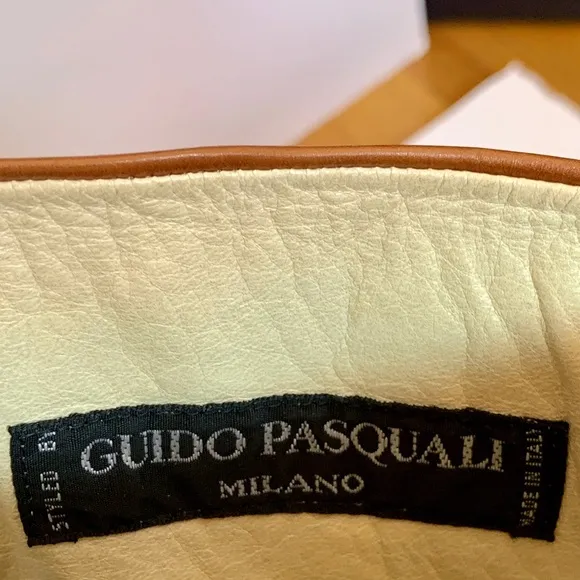 STYLED BY
GUIDO PASQUALI
MILANO
MADE IN ITALY